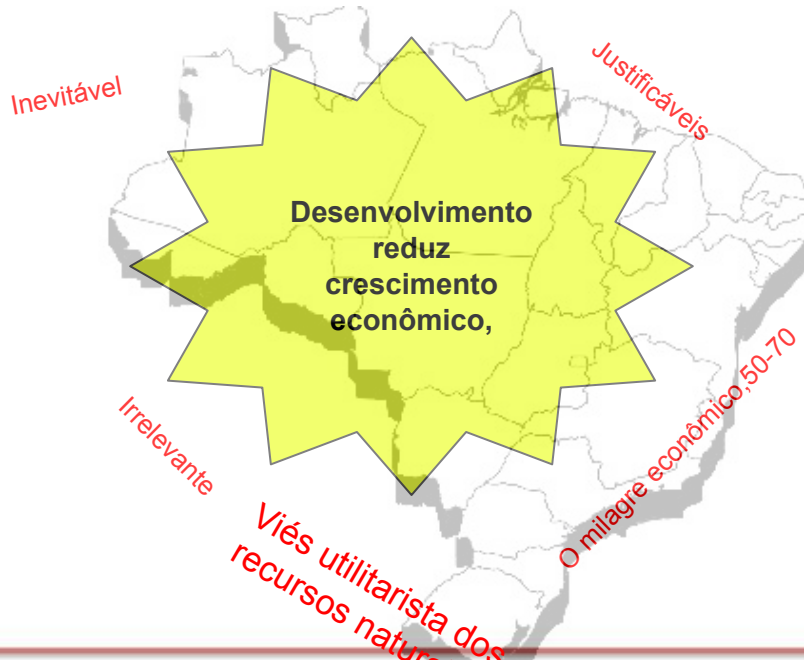 Inevitável
Justificáveis
Desenvolvimento
reduz
crescimento
econômico,
Irrelevante
O milagre econômico,50-70
Viés utilitarista dos
recursos